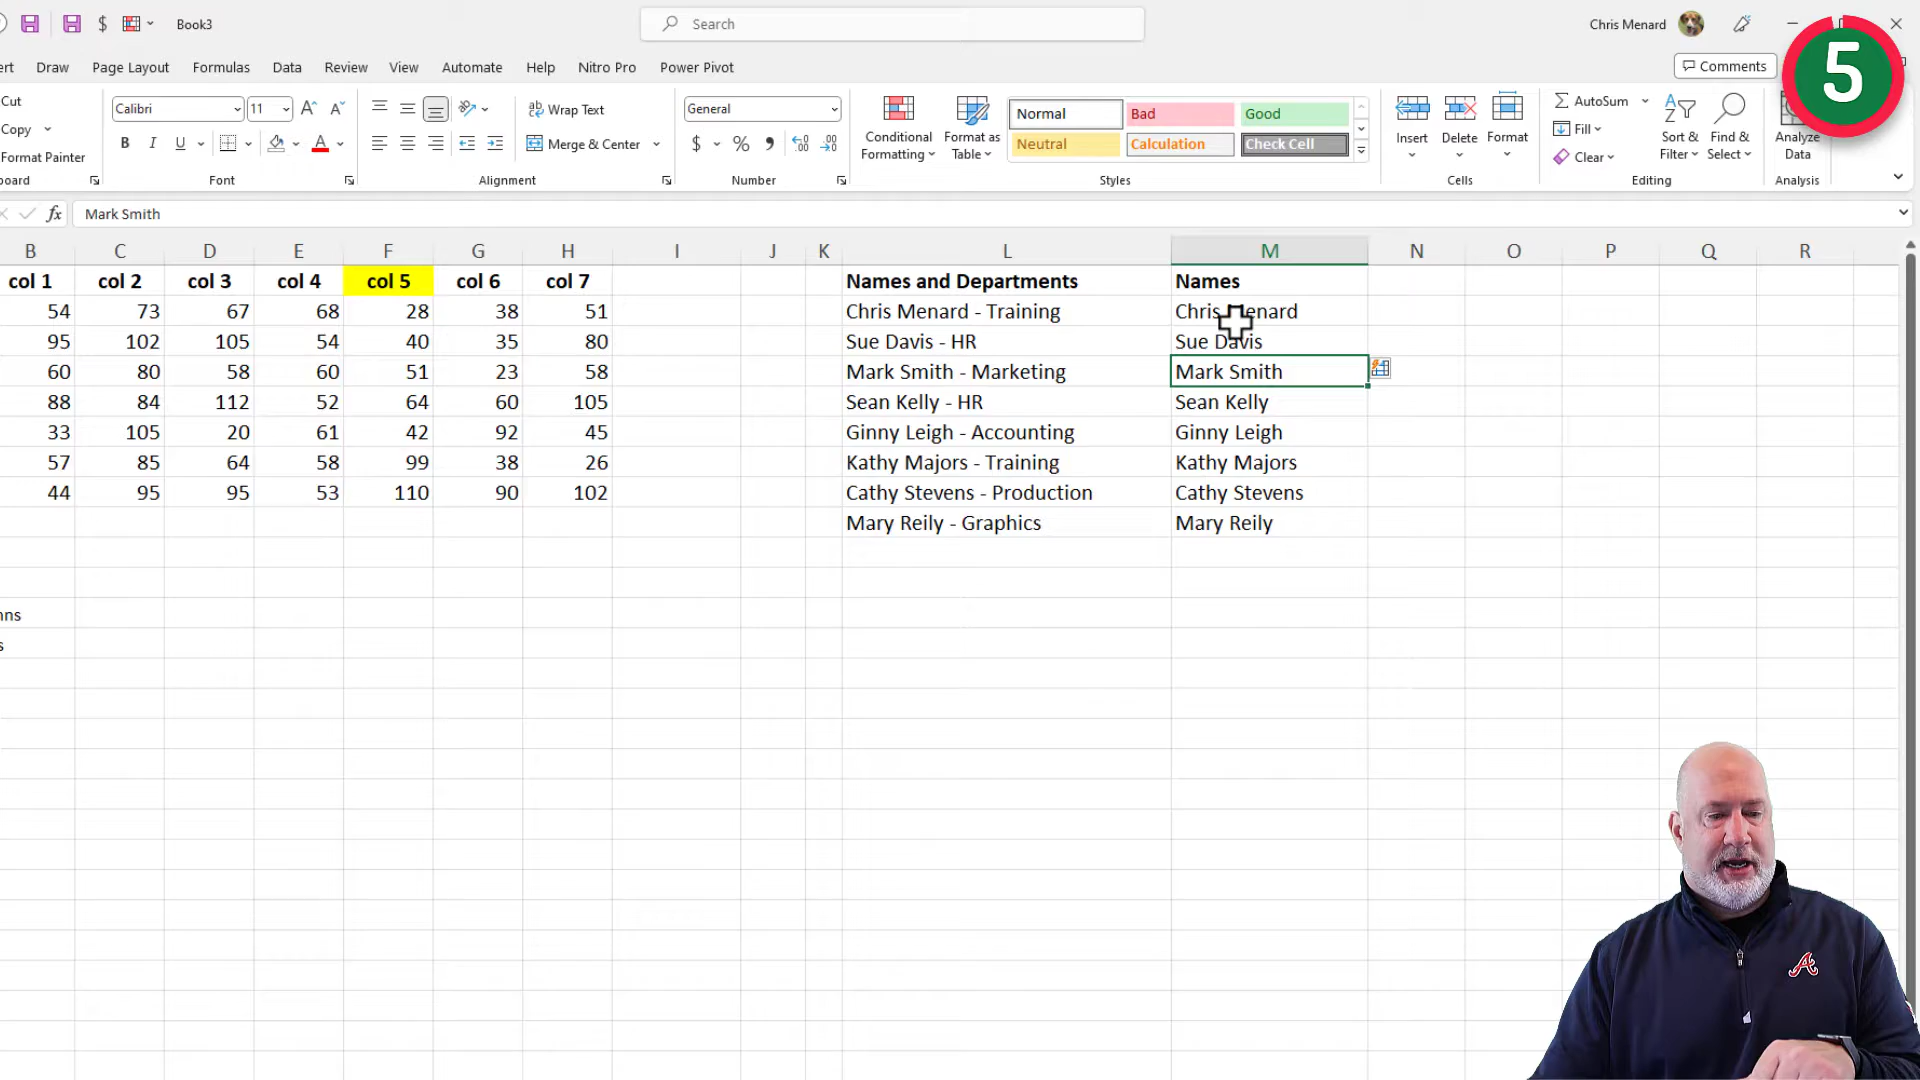 Book3
Search
Chris Menard
5
ert Draw Page Layout Formulas Data Review View Automate Help Nitro Pro Power Pivot
Comments
Cut
Copy
Format Painter
Calibri 11
B I U
Wrap Text
Merge & Center
General
$ % ,
Conditional Formatting
Format as Table
Normal Bad Good
Neutral Calculation Check Cell
Insert Delete Format
AutoSum
Fill
Clear
Sort & Filter
Find & Select
Analyze Data
board Font Alignment Number Styles Cells Editing Analysis
fx Mark Smith
B C D E F G H I J K L M N O P Q R
col 1 col 2 col 3 col 4 col 5 col 6 col 7 Names and Departments Names
54 73 67 68 28 38 51 Chris Menard - Training Chris Menard
95 102 105 54 40 35 80 Sue Davis - HR Sue Davis
60 80 58 60 51 23 58 Mark Smith - Marketing Mark Smith
88 84 112 52 64 60 105 Sean Kelly - HR Sean Kelly
33 105 20 61 42 92 45 Ginny Leigh - Accounting Ginny Leigh
57 85 64 58 99 38 26 Kathy Majors - Training Kathy Majors
44 95 95 53 110 90 102 Cathy Stevens - Production Cathy Stevens
Mary Reily - Graphics Mary Reily
nns
s
A